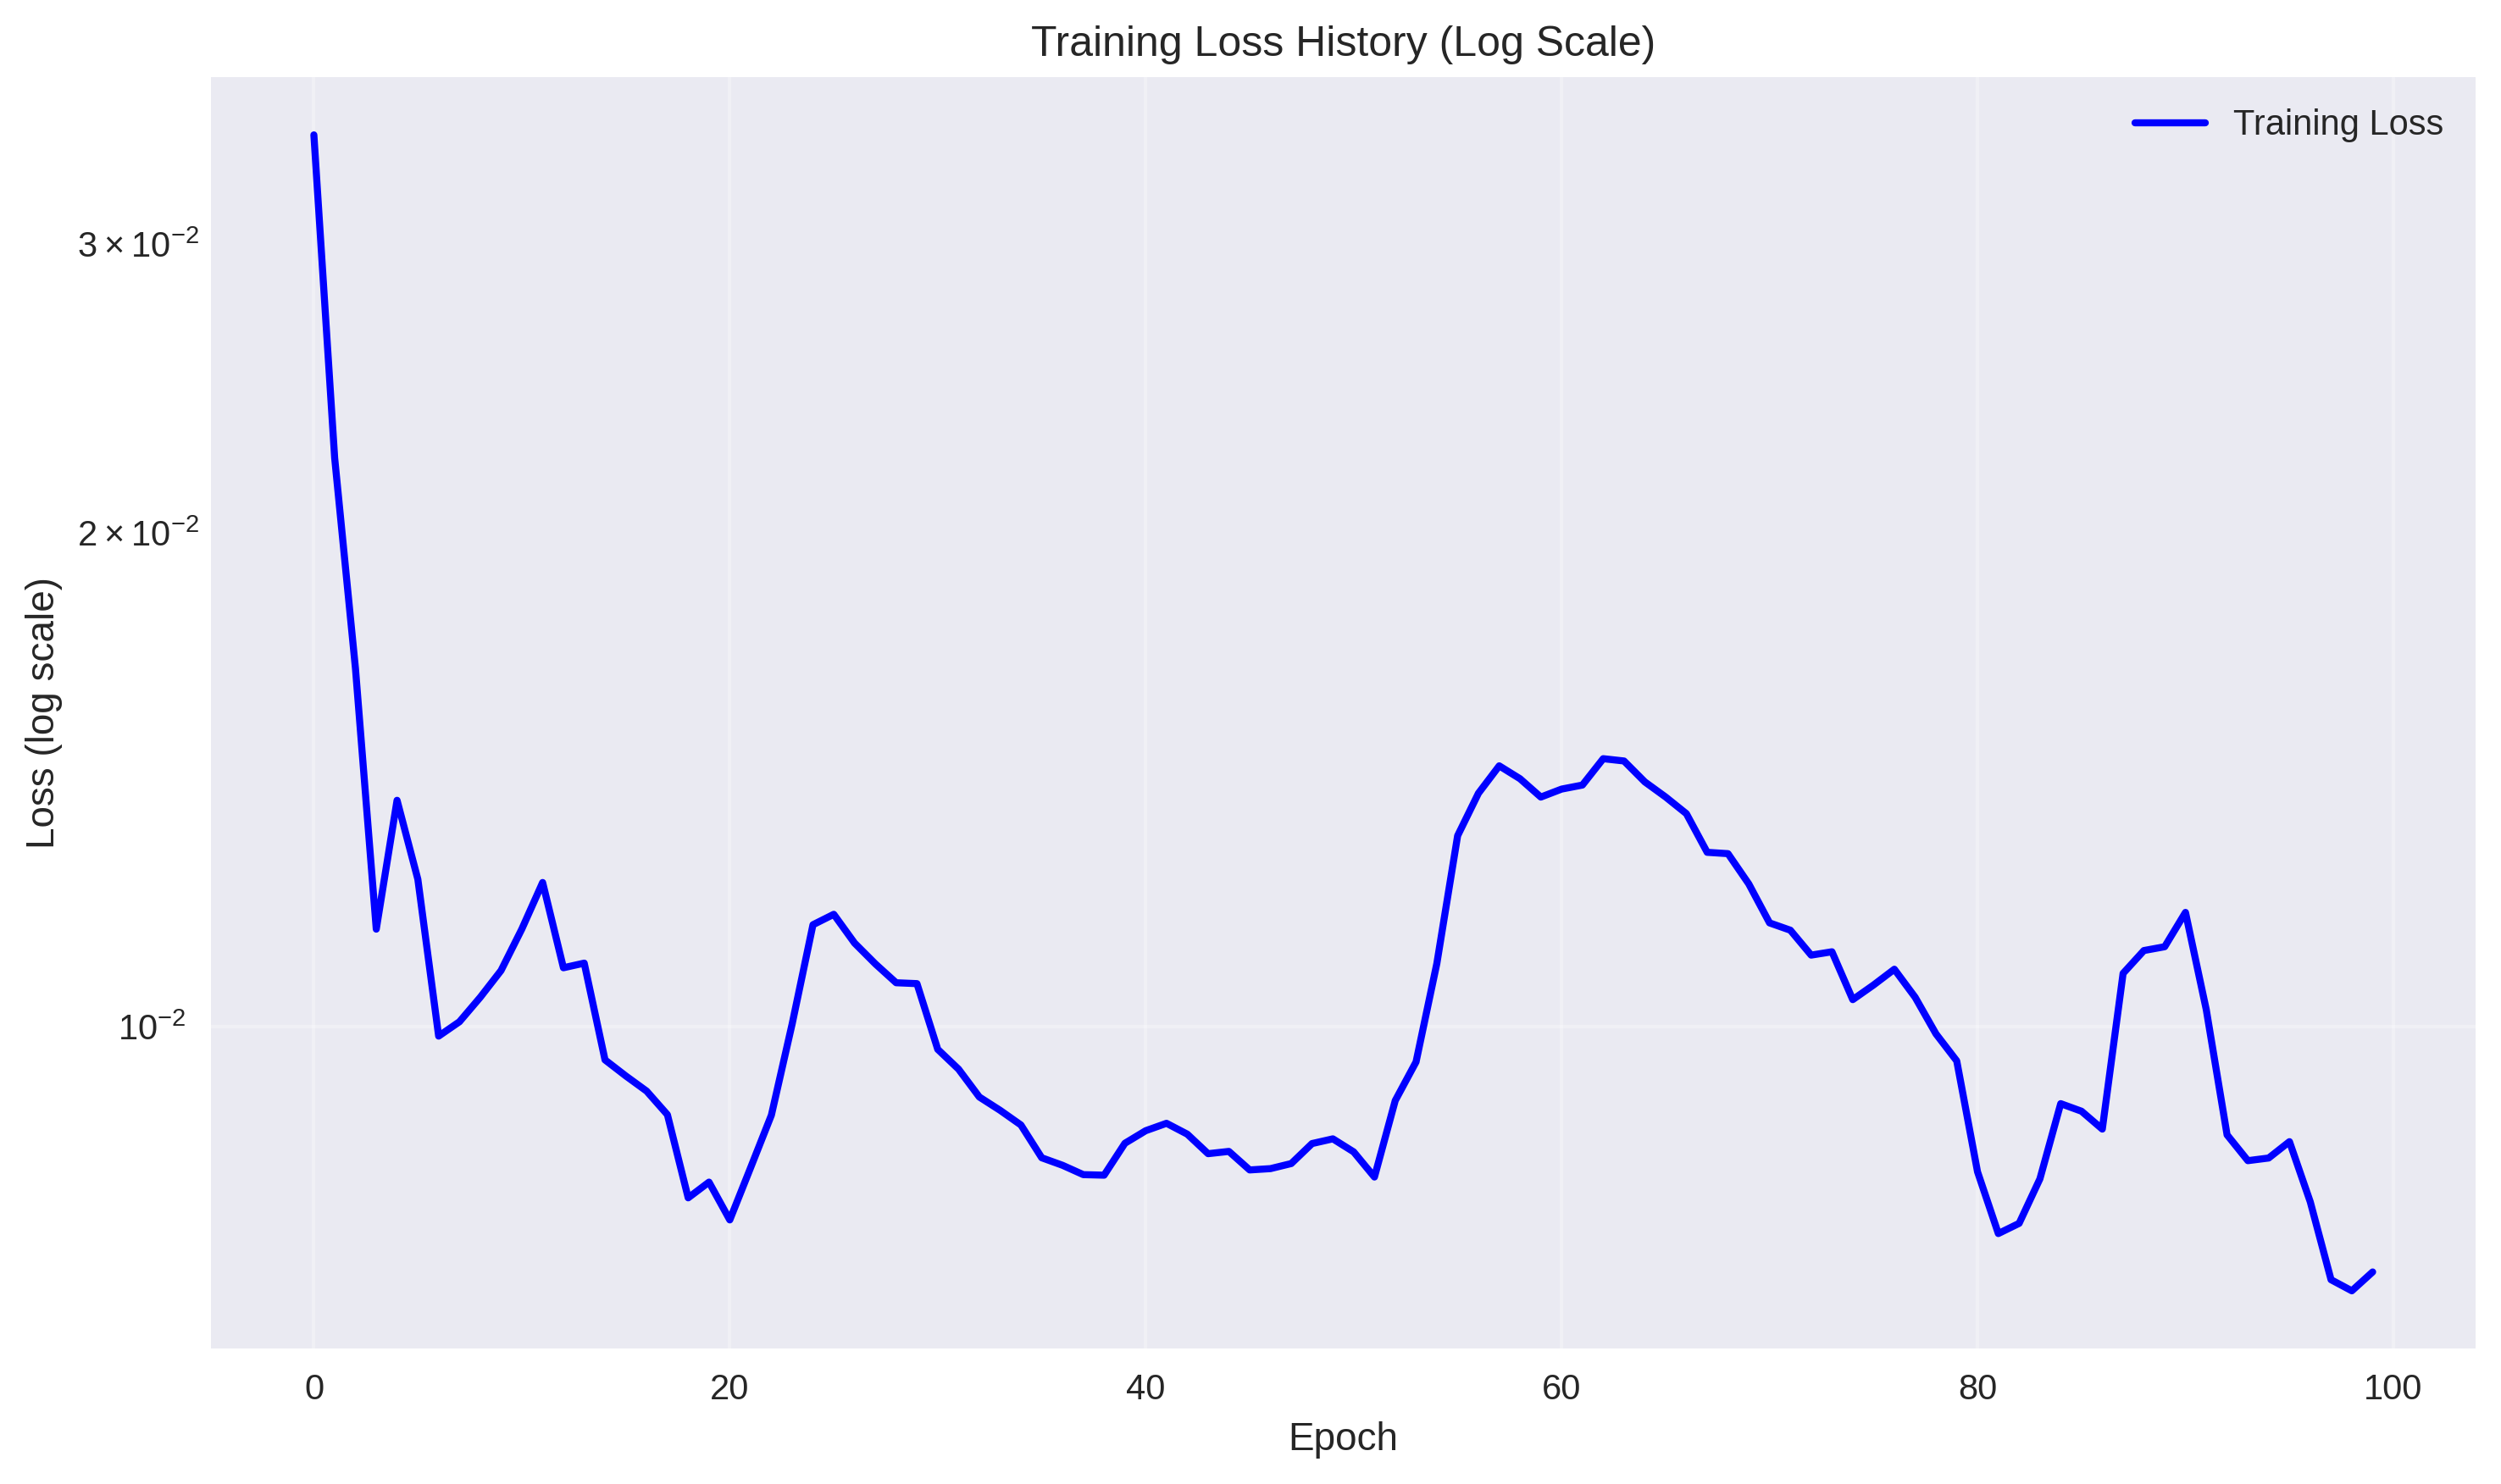 Training Loss History (Log Scale)
Training Loss
3 × 10⁻²
2 × 10⁻²
10⁻²
Loss (log scale)
0 20 40 60 80 100
Epoch